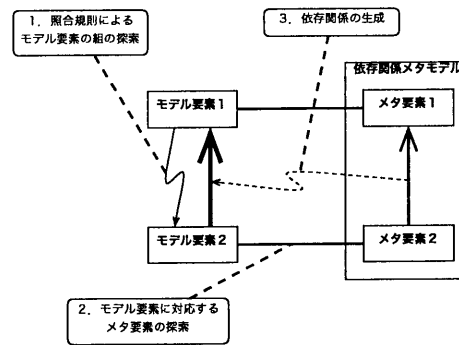 1．照合規則による
モデル要素の組の探索
3．依存関係の生成
依存関係メタモデル
モデル要素1
メタ要素1
モデル要素2
メタ要素2
2．モデル要素に対応する
メタ要素の探索